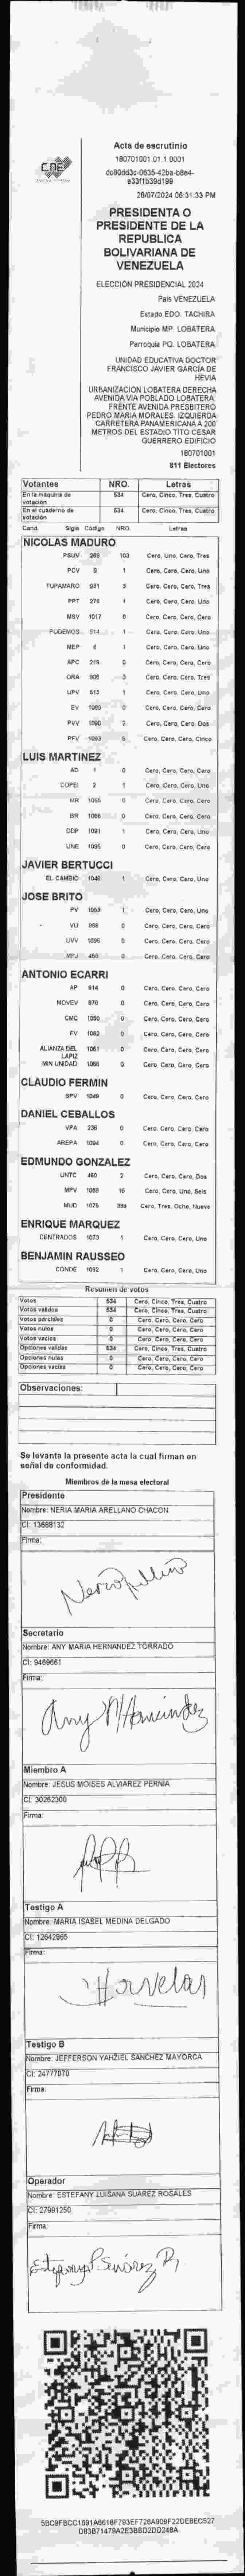 CNE
Acta de escrutinio
180701001.01.1.0001
dc80dd3c-0635-42ba-b8e4-
e33f1b39d199
28/07/2024 06:31:33 PM
PRESIDENTA O
PRESIDENTE DE LA
REPUBLICA
BOLIVARIANA DE
VENEZUELA
ELECCIÓN PRESIDENCIAL 2024
País VENEZUELA
Estado EDO. TACHIRA
Municipio MP. LOBATERA
Parroquia PQ. LOBATERA
UNIDAD EDUCATIVA DOCTOR
FRANCISCO JAVIER GARCÍA DE
HEVIA
URBANIZACION LOBATERA DERECHA
AVENIDA VIA POBLADO LOBATERA.
FRENTE AVENIDA PRESBITERO
PEDRO MARIA MORALES. IZQUIERDA
CARRETERA PANAMERICANA A 200
METROS DEL ESTADIO TITO CESAR
GUERRERO EDIFICIO
180701001
811 Electores
Votantes NRO. Letras
En la máquina de votación 534 Cero, Cinco, Tres, Cuatro
En el cuaderno de votación 534 Cero, Cinco, Tres, Cuatro
Cand. Sigla Código NRO. Letras
NICOLAS MADURO
PSUV 269 103 Cero, Uno, Cero, Tres
PCV 9 1 Cero, Cero, Cero, Uno
TUPAMARO 931 3 Cero, Cero, Cero, Tres
PPT 276 1 Cero, Cero, Cero, Uno
MSV 1017 0 Cero, Cero, Cero, Cero
PODEMOS 514 1 Cero, Cero, Cero, Uno
MEP 6 1 Cero, Cero, Cero, Uno
APC 219 0 Cero, Cero, Cero, Cero
ORA 906 3 Cero, Cero, Cero, Tres
UPV 613 1 Cero, Cero, Cero, Uno
EV 1089 0 Cero, Cero, Cero, Cero
PVV 1090 2 Cero, Cero, Cero, Dos
PFV 1093 5 Cero, Cero, Cero, Cinco
LUIS MARTINEZ
AD 1 0 Cero, Cero, Cero, Cero
COPEI 2 1 Cero, Cero, Cero, Uno
MR 1065 0 Cero, Cero, Cero, Cero
BR 1066 0 Cero, Cero, Cero, Cero
DDP 1091 1 Cero, Cero, Cero, Uno
UNE 1095 0 Cero, Cero, Cero, Cero
JAVIER BERTUCCI
EL CAMBIO 1046 1 Cero, Cero, Cero, Uno
JOSE BRITO
PV 1053 1 Cero, Cero, Cero, Uno
VU 968 0 Cero, Cero, Cero, Cero
UVV 1096 0 Cero, Cero, Cero, Cero
MPJ 468 0 Cero, Cero, Cero, Cero
ANTONIO ECARRI
AP 914 0 Cero, Cero, Cero, Cero
MOVEV 970 0 Cero, Cero, Cero, Cero
CMC 1050 0 Cero, Cero, Cero, Cero
FV 1062 0 Cero, Cero, Cero, Cero
ALIANZA DEL LAPIZ 1051 0 Cero, Cero, Cero, Cero
MIN UNIDAD 1068 0 Cero, Cero, Cero, Cero
CLAUDIO FERMIN
SPV 1049 0 Cero, Cero, Cero, Cero
DANIEL CEBALLOS
VPA 236 0 Cero, Cero, Cero, Cero
AREPA 1094 0 Cero, Cero, Cero, Cero
EDMUNDO GONZALEZ
UNTC 460 2 Cero, Cero, Cero, Dos
MPV 1069 16 Cero, Cero, Uno, Seis
MUD 1075 389 Cero, Tres, Ocho, Nueve
ENRIQUE MARQUEZ
CENTRADOS 1073 1 Cero, Cero, Cero, Uno
BENJAMIN RAUSSEO
CONDE 1092 1 Cero, Cero, Cero, Uno
Resumen de votos
Votos 534 Cero, Cinco, Tres, Cuatro
Votos validos 534 Cero, Cinco, Tres, Cuatro
Votos parciales 0 Cero, Cero, Cero, Cero
Votos nulos 0 Cero, Cero, Cero, Cero
Votos vacios 0 Cero, Cero, Cero, Cero
Opciones validas 534 Cero, Cinco, Tres, Cuatro
Opciones nulas 0 Cero, Cero, Cero, Cero
Opciones vacias 0 Cero, Cero, Cero, Cero
Observaciones:
Se levanta la presente acta la cual firman en
señal de conformidad.
Miembros de la mesa electoral
Presidente
Nombre: NERIA MARIA ARELLANO CHACON
CI: 13688132
Firma:
Secretario
Nombre: ANY MARIA HERNANDEZ TORRADO
CI: 9469661
Firma:
Any M Hernández
Miembro A
Nombre: JESUS MOISES ALVIAREZ PERNIA
CI: 30262300
Firma:
Testigo A
Nombre: MARIA ISABEL MEDINA DELGADO
CI: 12642865
Firma:
Testigo B
Nombre: JEFFERSON YAHZIEL SANCHEZ MAYORCA
CI: 24777070
Firma:
Operador
Nombre: ESTEFANY LUISANA SUAREZ ROSALES
CI: 27991250
Firma:
Estefany Suárez R
5BC9FBCC1691A6618F793EF726A909F22DE8EC527
D83B71479A2E3B8D2DD248A